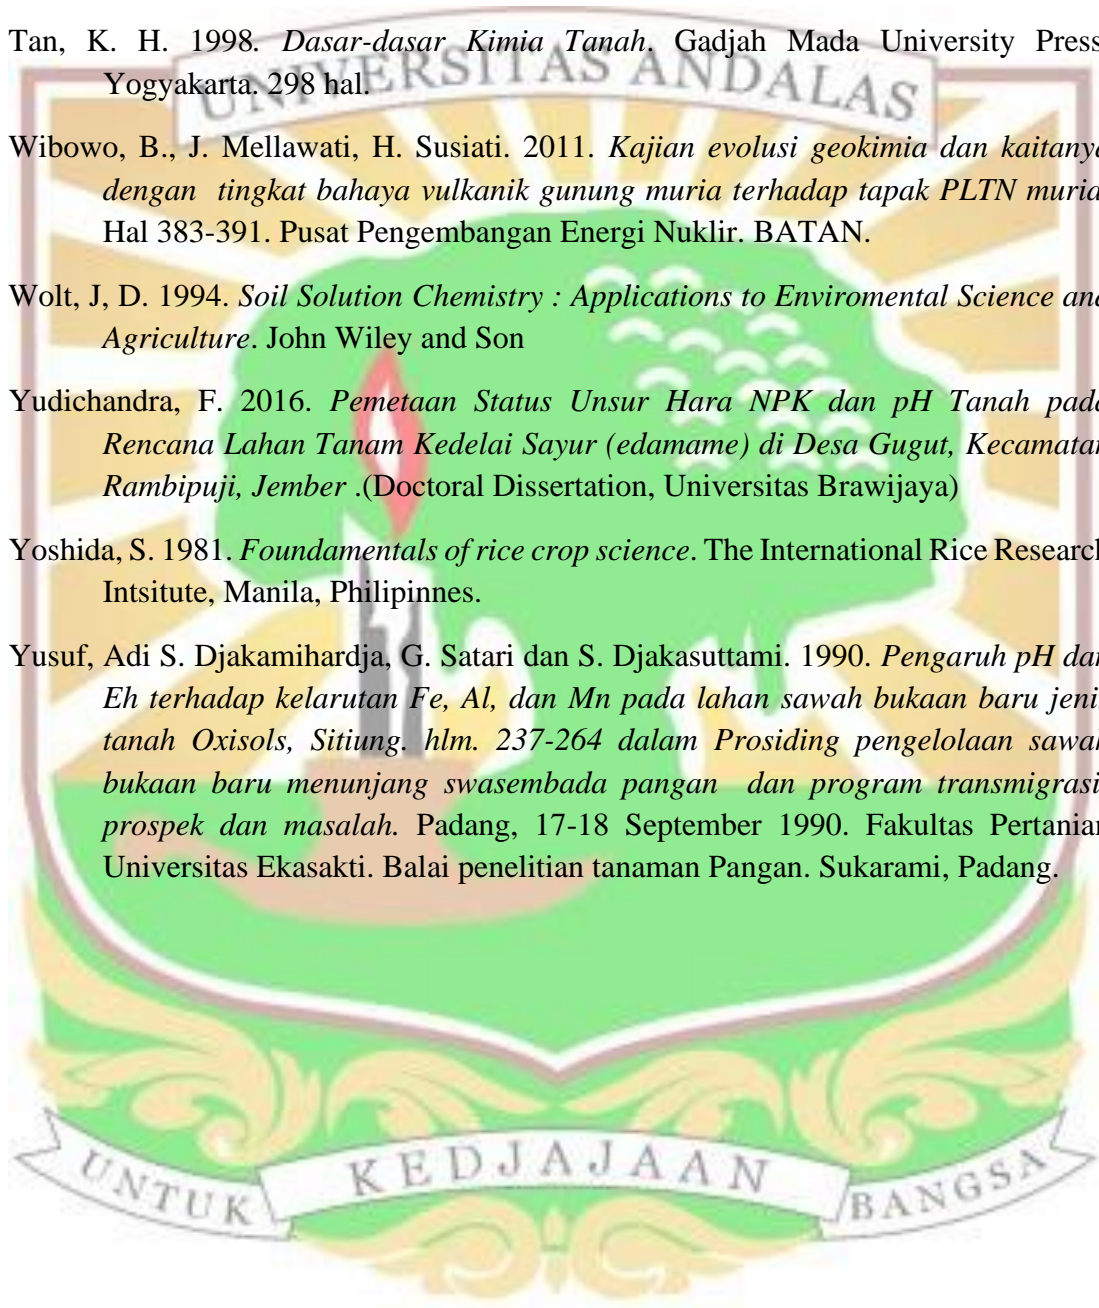 Tan, K. H. 1998. Dasar-dasar Kimia Tanah. Gadjah Mada University Press
Yogyakarta. 298 hal.
UNIVERSITAS ANDALAS
Wibowo, B., J. Mellawati, H. Susiati. 2011. Kajian evolusi geokimia dan kaitanya
dengan tingkat bahaya vulkanik gunung muria terhadap tapak PLTN muria
Hal 383-391. Pusat Pengembangan Energi Nuklir. BATAN.
Wolt, J, D. 1994. Soil Solution Chemistry : Applications to Enviromental Science and
Agriculture. John Wiley and Son
Yudichandra, F. 2016. Pemetaan Status Unsur Hara NPK dan pH Tanah pada
Rencana Lahan Tanam Kedelai Sayur (edamame) di Desa Gugut, Kecamatan
Rambipuji, Jember .(Doctoral Dissertation, Universitas Brawijaya)
Yoshida, S. 1981. Foundamentals of rice crop science. The International Rice Research
Intsitute, Manila, Philipinnes.
Yusuf, Adi S. Djakamihardja, G. Satari dan S. Djakasuttami. 1990. Pengaruh pH dan
Eh terhadap kelarutan Fe, Al, dan Mn pada lahan sawah bukaan baru jeni
tanah Oxisols, Sitiung. hlm. 237-264 dalam Prosiding pengelolaan sawah
bukaan baru menunjang swasembada pangan dan program transmigrasi
prospek dan masalah. Padang, 17-18 September 1990. Fakultas Pertanian
Universitas Ekasakti. Balai penelitian tanaman Pangan. Sukarami, Padang.
UNTUK KEDJAJAAN BANGSA